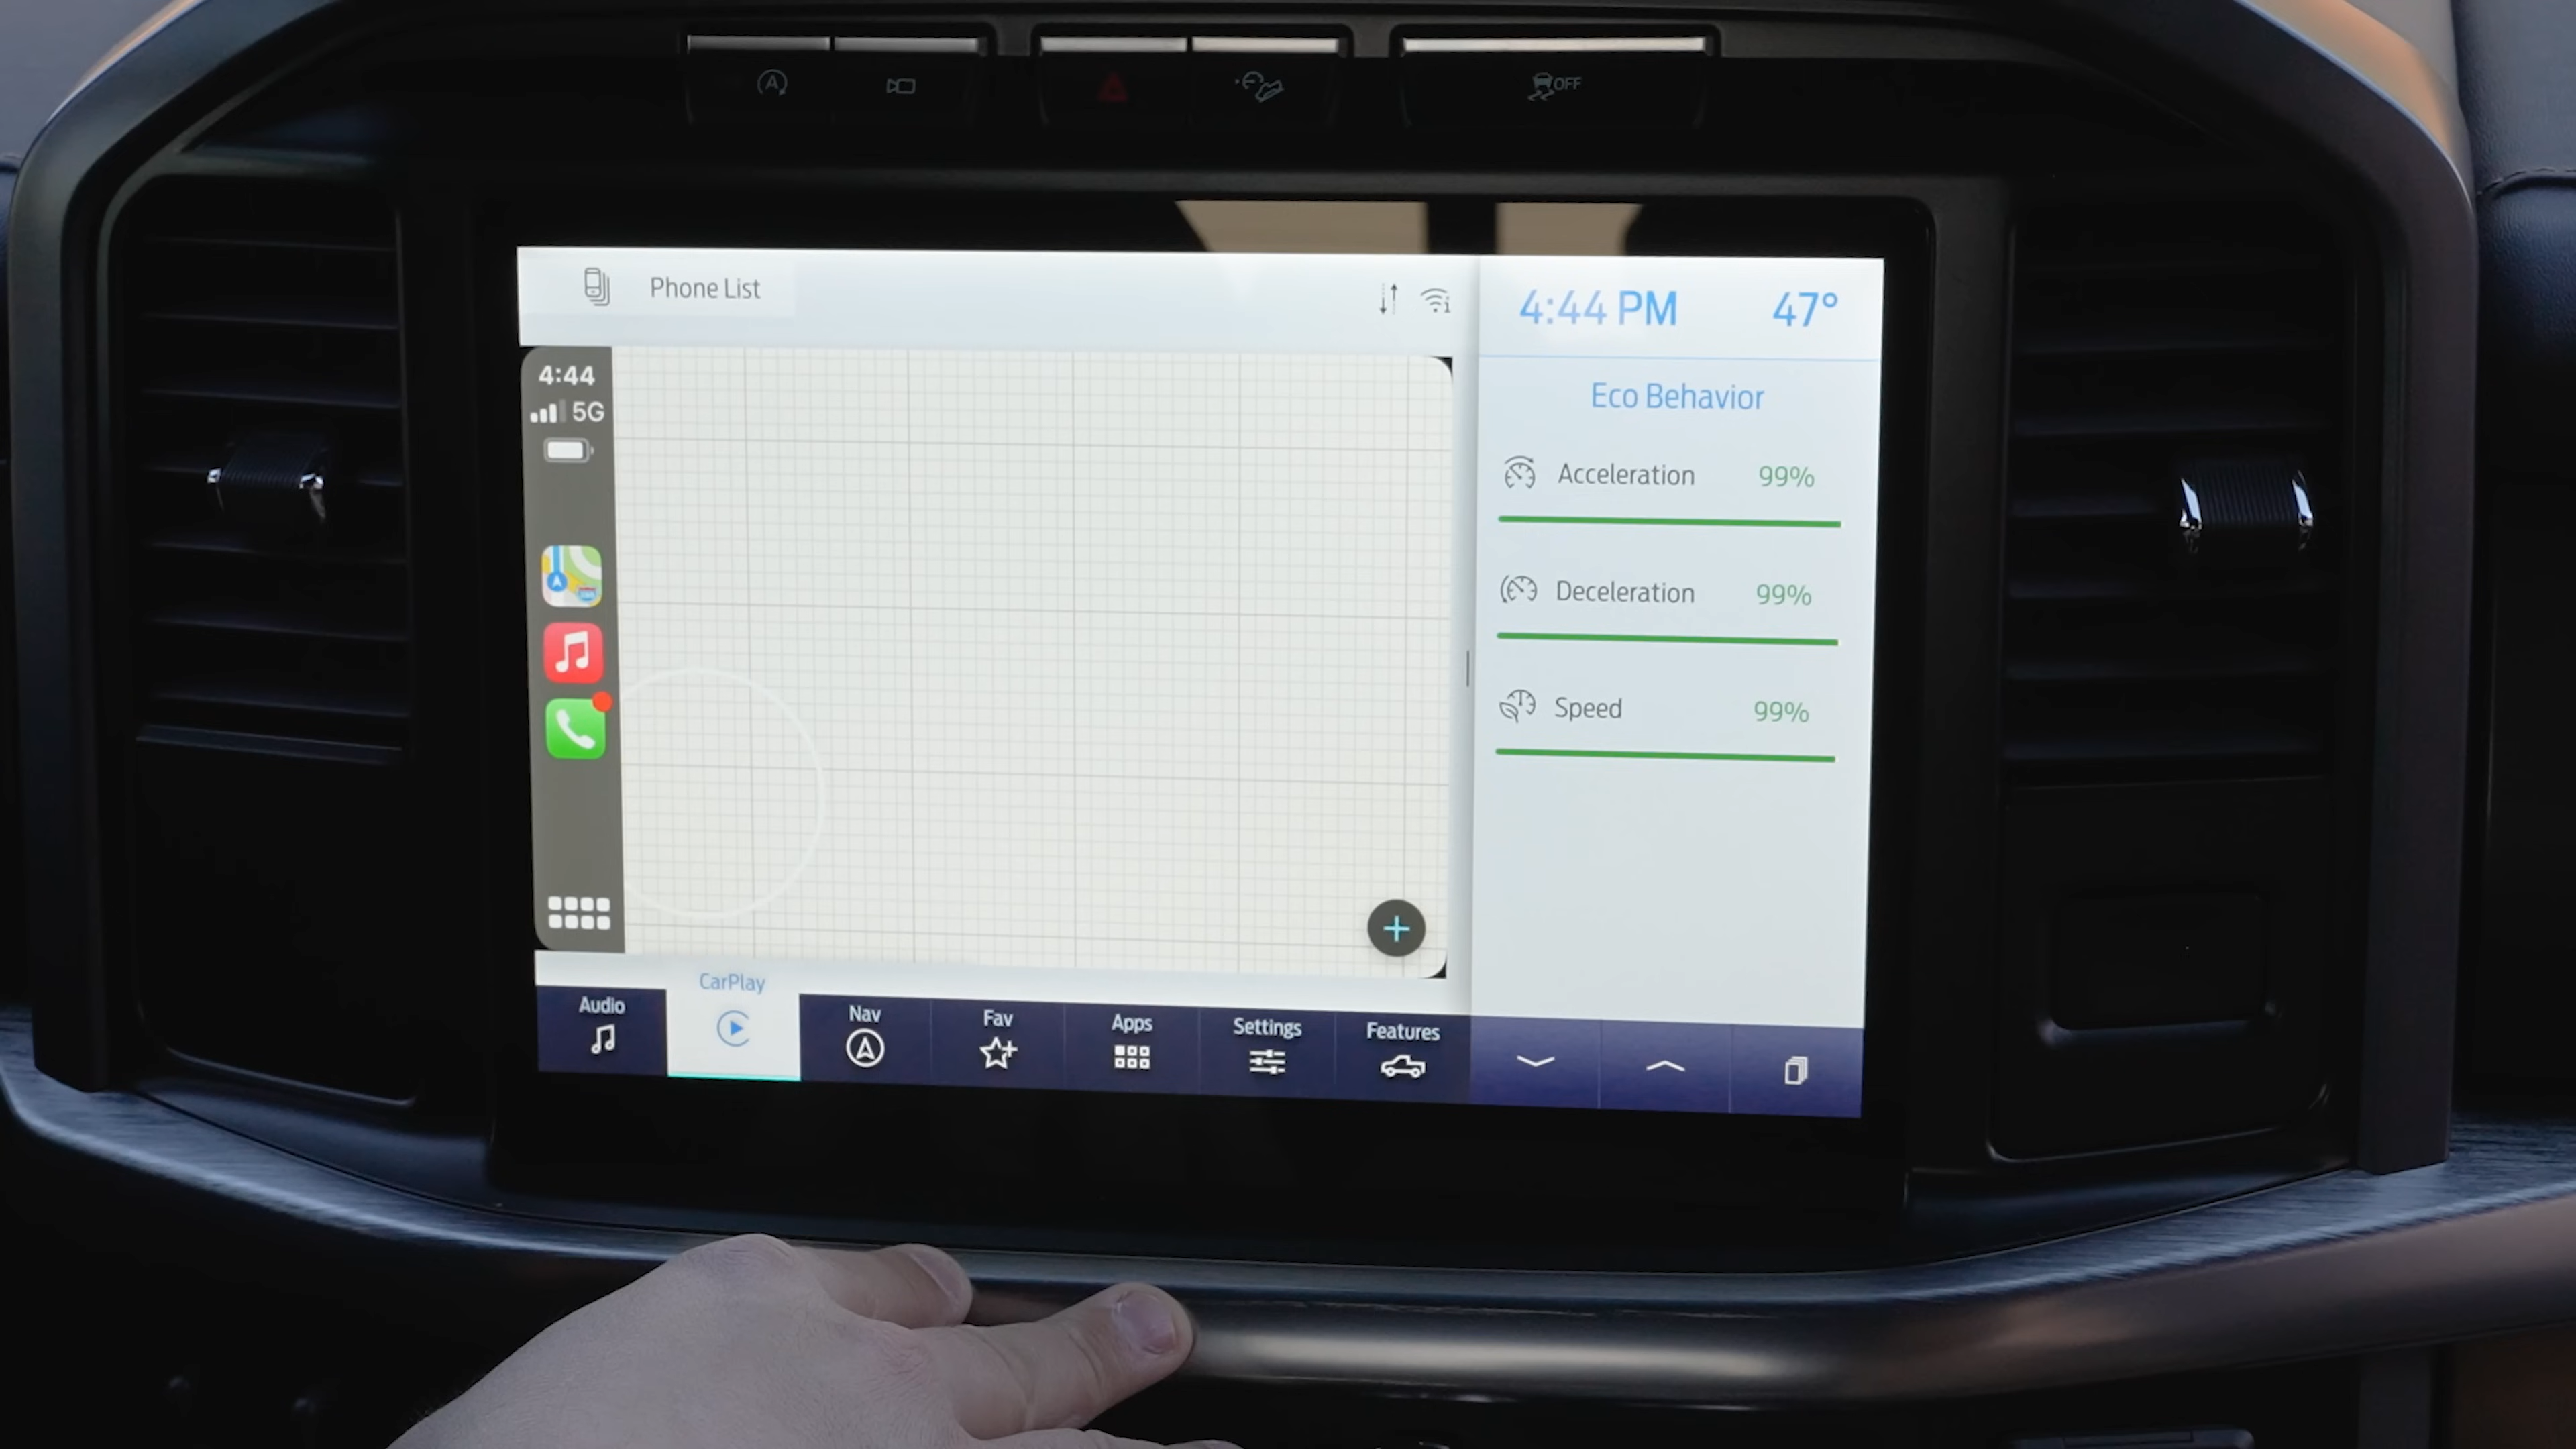 A
OFF
Phone List
4:44 PM 47°
4:44
5G
Eco Behavior
Acceleration 99%
Deceleration 99%
Speed 99%
Audio
CarPlay
Nav
Fav
Apps
Settings
Features